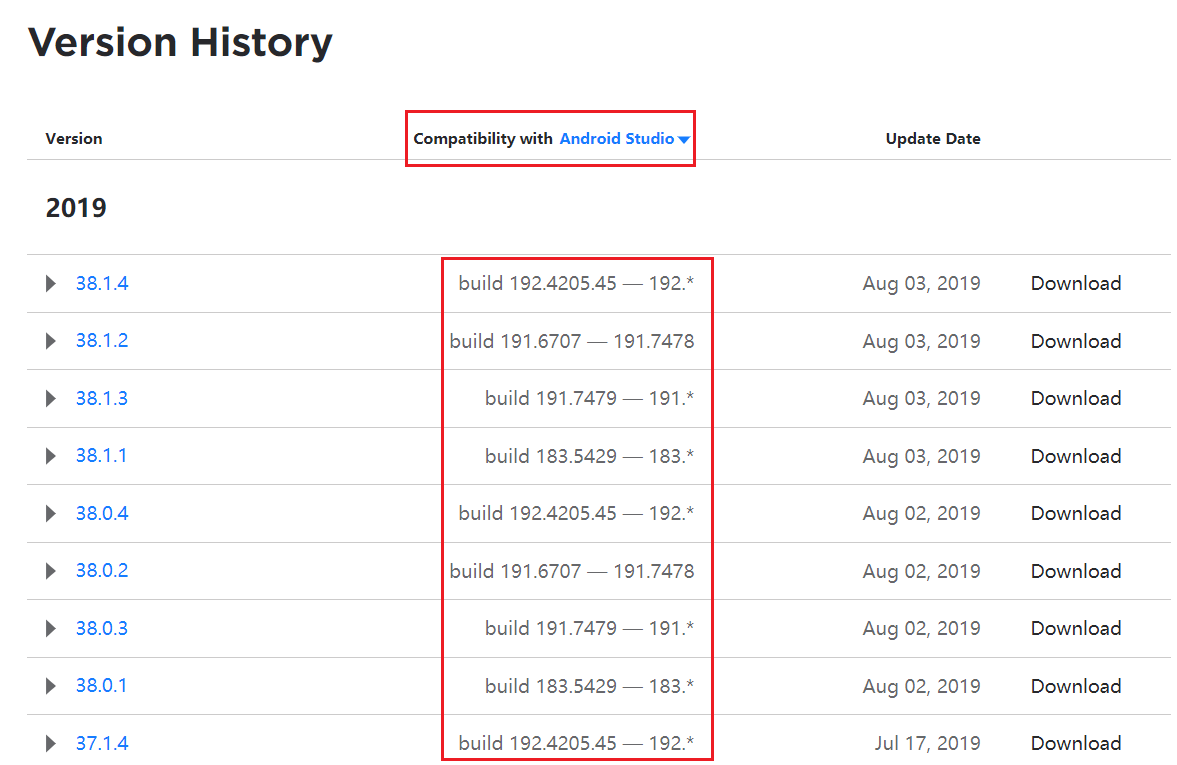 Version History
Version Compatibility with Android Studio Update Date
2019
38.1.4 build 192.4205.45 — 192.* Aug 03, 2019 Download
38.1.2 build 191.6707 — 191.7478 Aug 03, 2019 Download
38.1.3 build 191.7479 — 191.* Aug 03, 2019 Download
38.1.1 build 183.5429 — 183.* Aug 03, 2019 Download
38.0.4 build 192.4205.45 — 192.* Aug 02, 2019 Download
38.0.2 build 191.6707 — 191.7478 Aug 02, 2019 Download
38.0.3 build 191.7479 — 191.* Aug 02, 2019 Download
38.0.1 build 183.5429 — 183.* Aug 02, 2019 Download
37.1.4 build 192.4205.45 — 192.* Jul 17, 2019 Download